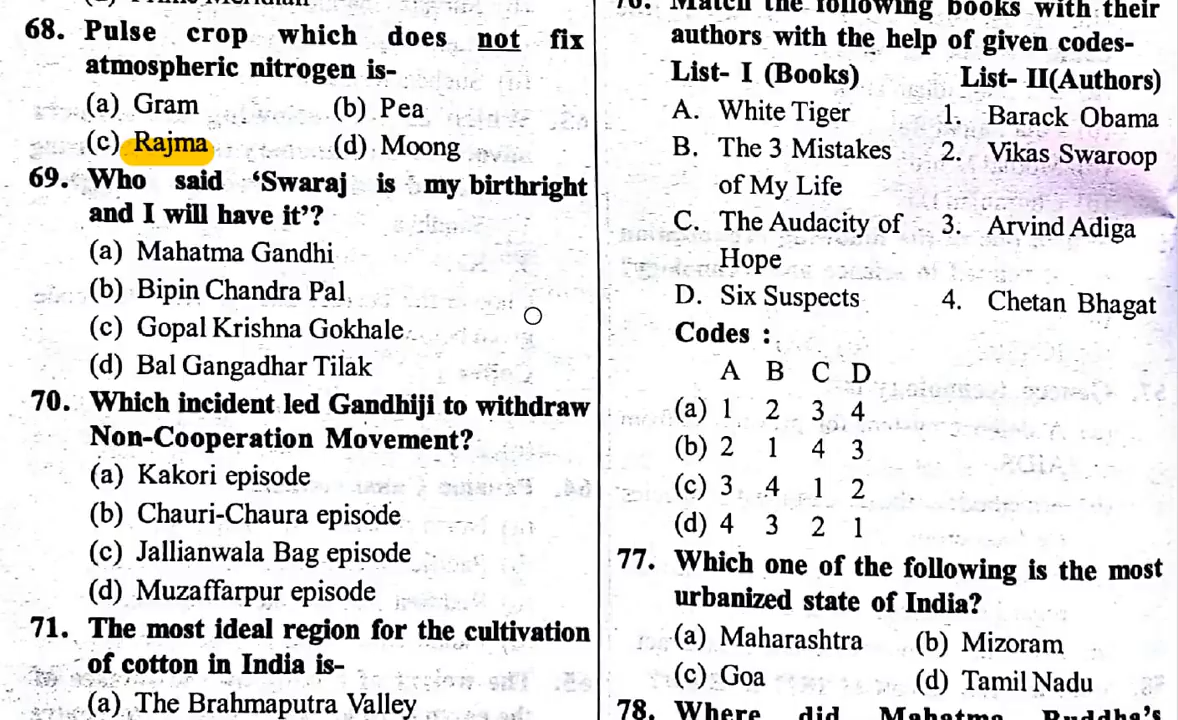 68. Pulse crop which does not fix
atmospheric nitrogen is-
(a) Gram (b) Pea
(c) Rajma (d) Moong
69. Who said ‘Swaraj is my birthright
and I will have it’?
(a) Mahatma Gandhi
(b) Bipin Chandra Pal
(c) Gopal Krishna Gokhale
(d) Bal Gangadhar Tilak
70. Which incident led Gandhiji to withdraw
Non-Cooperation Movement?
(a) Kakori episode
(b) Chauri-Chaura episode
(c) Jallianwala Bag episode
(d) Muzaffarpur episode
71. The most ideal region for the cultivation
of cotton in India is-
(a) The Brahmaputra Valley
76. Match the following books with their
authors with the help of given codes-
List- I (Books) List- II(Authors)
A. White Tiger 1. Barack Obama
B. The 3 Mistakes 2. Vikas Swaroop
of My Life
C. The Audacity of 3. Arvind Adiga
Hope
D. Six Suspects 4. Chetan Bhagat
Codes :
A B C D
(a) 1 2 3 4
(b) 2 1 4 3
(c) 3 4 1 2
(d) 4 3 2 1
77. Which one of the following is the most
urbanized state of India?
(a) Maharashtra (b) Mizoram
(c) Goa (d) Tamil Nadu
78. Where did Mahatma Buddha's